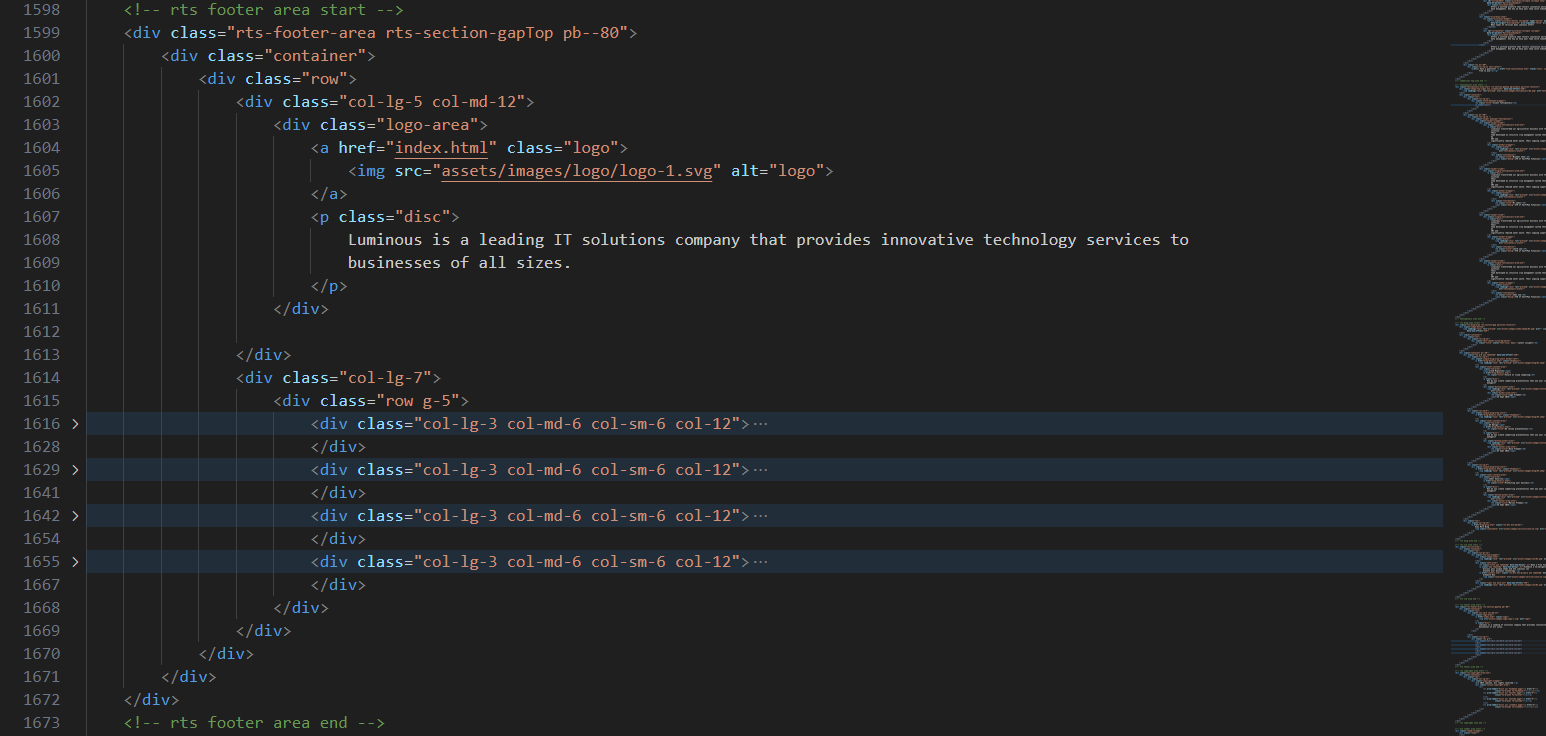 1598 <!-- rts footer area start -->
1599 <div class="rts-footer-area rts-section-gapTop pb--80">
1600 <div class="container">
1601 <div class="row">
1602 <div class="col-lg-5 col-md-12">
1603 <div class="logo-area">
1604 <a href="index.html" class="logo">
1605 <img src="assets/images/logo/logo-1.svg" alt="logo">
1606 </a>
1607 <p class="disc">
1608 Luminous is a leading IT solutions company that provides innovative technology services to
1609 businesses of all sizes.
1610 </p>
1611 </div>
1612
1613 </div>
1614 <div class="col-lg-7">
1615 <div class="row g-5">
1616 <div class="col-lg-3 col-md-6 col-sm-6 col-12">…
1628 </div>
1629 <div class="col-lg-3 col-md-6 col-sm-6 col-12">…
1641 </div>
1642 <div class="col-lg-3 col-md-6 col-sm-6 col-12">…
1654 </div>
1655 <div class="col-lg-3 col-md-6 col-sm-6 col-12">…
1667 </div>
1668 </div>
1669 </div>
1670 </div>
1671 </div>
1672 </div>
1673 <!-- rts footer area end -->